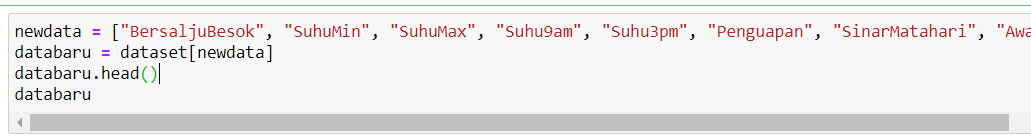 newdata = ["BersaljuBesok", "SuhuMin", "SuhuMax", "Suhu9am", "Suhu3pm", "Penguapan", "SinarMatahari", "Awa
databaru = dataset[newdata]
databaru.head()
databaru